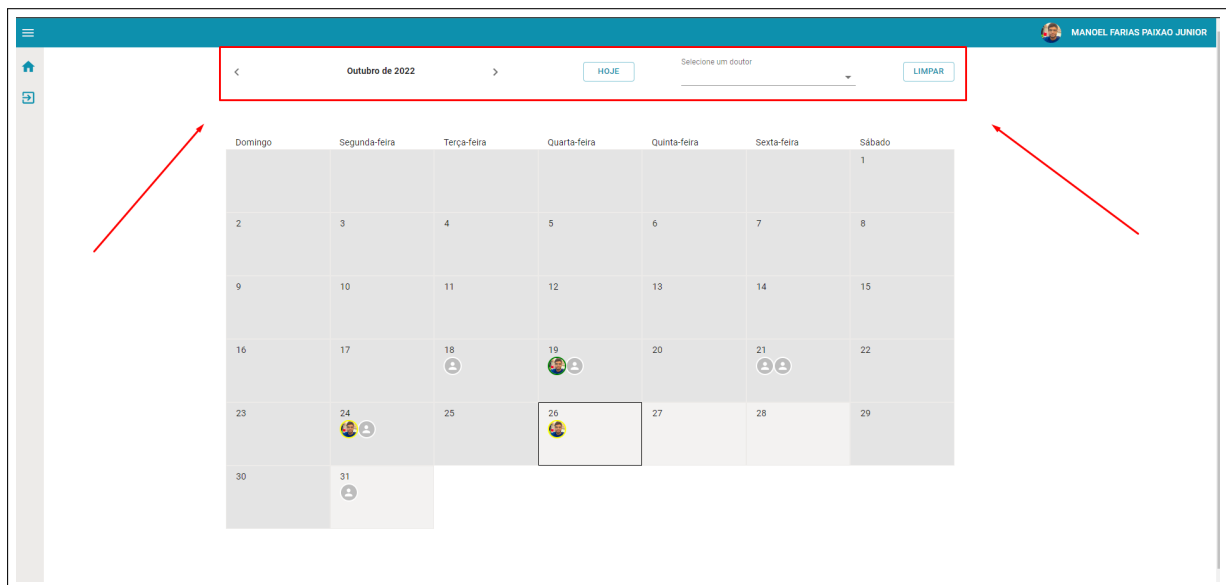 MANOEL FARIAS PAIXAO JUNIOR
Outubro de 2022 HOJE Selecione um doutor LIMPAR
Domingo Segunda-feira Terça-feira Quarta-feira Quinta-feira Sexta-feira Sábado
1
2 3 4 5 6 7 8
9 10 11 12 13 14 15
16 17 18 19 20 21 22
23 24 25 26 27 28 29
30 31